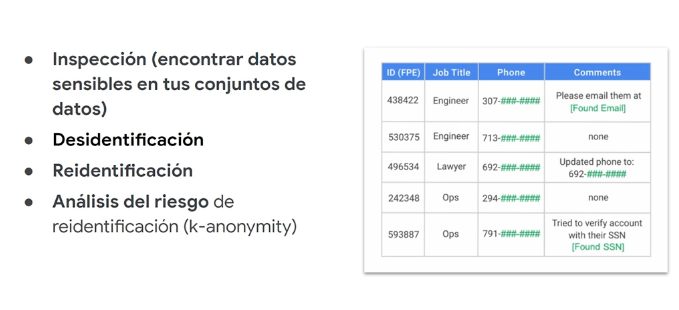 ● Inspección (encontrar datos
sensibles en tus conjuntos de
datos)
● Desidentificación
● Reidentificación
● Análisis del riesgo de
reidentificación (k-anonymity)
ID (FPE) Job Title Phone Comments
438422 Engineer 307-###-#### Please email them at
[Found Email]
530375 Engineer 713-###-#### none
496534 Lawyer 692-###-#### Updated phone to:
692-###-####
242348 Ops 294-###-#### none
593887 Ops 791-###-#### Tried to verify account
with their SSN
[Found SSN]